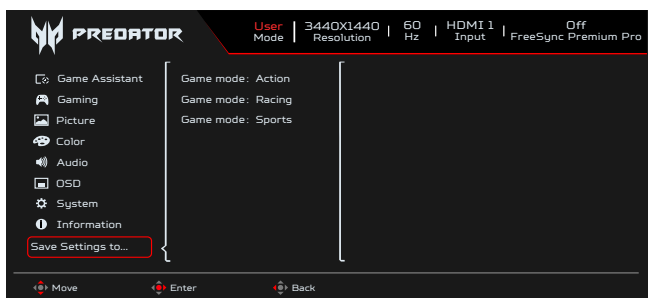 PREDATOR
User Mode
3440X1440 Resolution
60 Hz
HDMI 1 Input
Off FreeSync Premium Pro
Game Assistant
Gaming
Picture
Color
Audio
OSD
System
Information
Save Settings to...
Game mode: Action
Game mode: Racing
Game mode: Sports
Move
Enter
Back